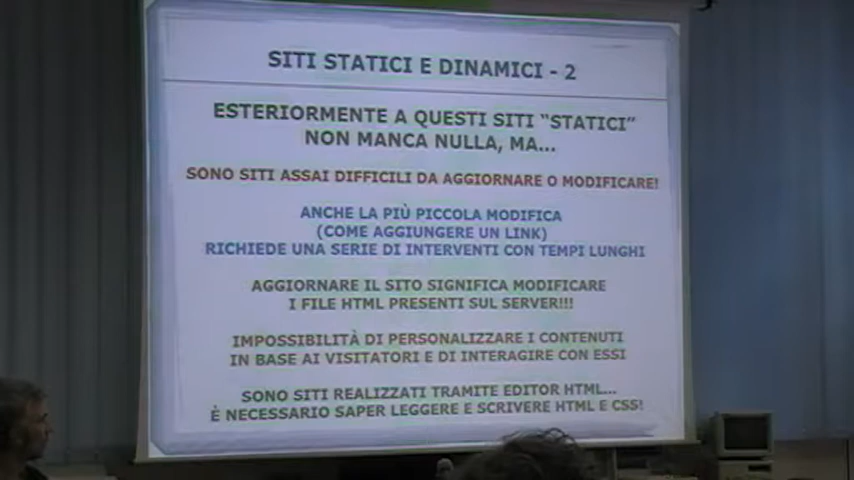 SITI STATICI E DINAMICI - 2
ESTERIORMENTE A QUESTI SITI “STATICI”
NON MANCA NULLA, MA...
SONO SITI ASSAI DIFFICILI DA AGGIORNARE O MODIFICARE!
ANCHE LA PIÙ PICCOLA MODIFICA
(COME AGGIUNGERE UN LINK)
RICHIEDE UNA SERIE DI INTERVENTI CON TEMPI LUNGHI
AGGIORNARE IL SITO SIGNIFICA MODIFICARE
I FILE HTML PRESENTI SUL SERVER!!!
IMPOSSIBILITÀ DI PERSONALIZZARE I CONTENUTI
IN BASE AI VISITATORI E DI INTERAGIRE CON ESSI
SONO SITI REALIZZATI TRAMITE EDITOR HTML...
È NECESSARIO SAPER LEGGERE E SCRIVERE HTML E CSS!